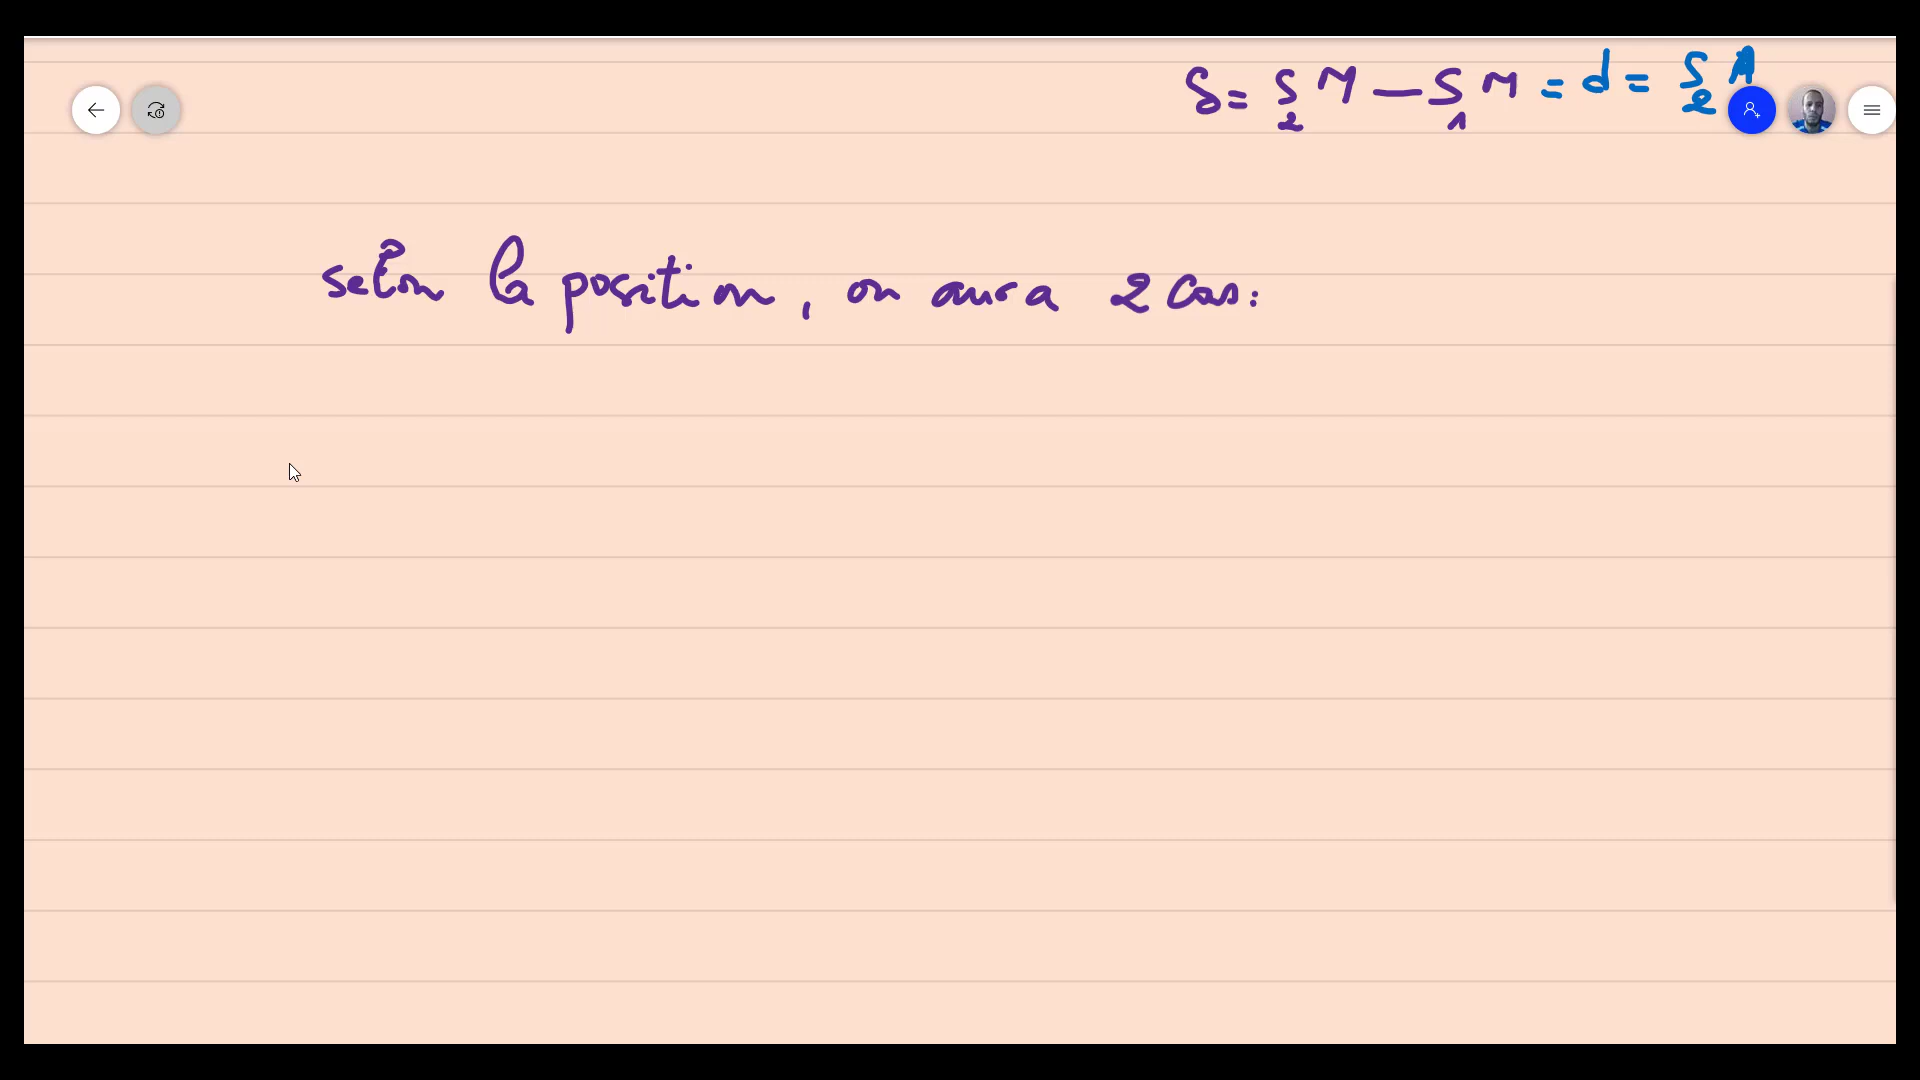 δ = S₂M — S₁M = d = S₂A
selon la position, on aura 2 cas: